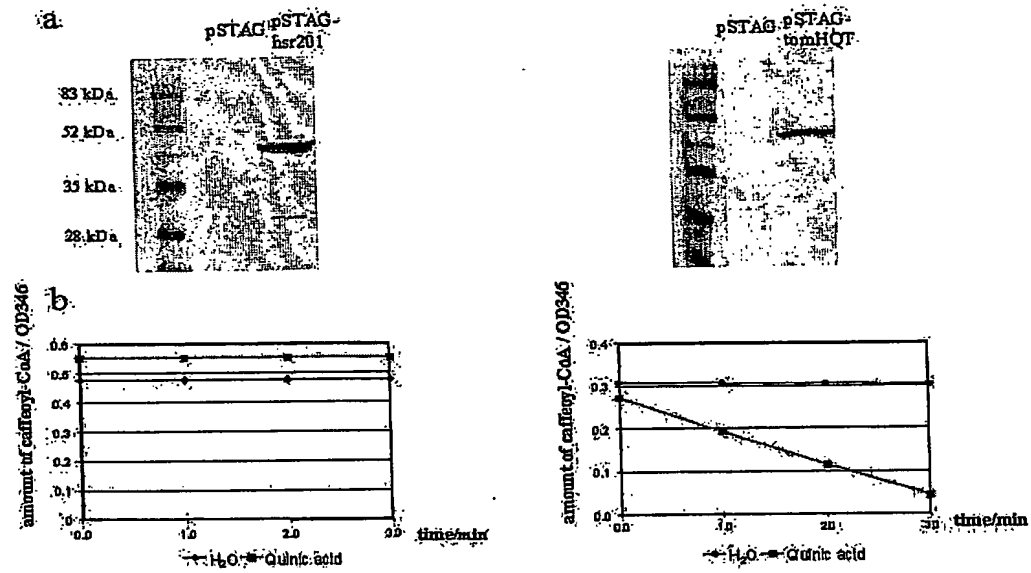 a
pSTAG pSTAG-
hsr201
pSTAG pSTAG-
tomHQT
83 kDa
52 kDa
35 kDa
28 kDa
b
amount of caffeoyl-CoA / OD346
0.6
0.5
0.4
0.3
0.2
0.1
0
0.0 1.0 2.0
time/min
H₂O Quinic acid
amount of caffeoyl-CoA / OD346
0.4
0.3
0.2
0.1
0.0
0.0 1.0 2.0 3.0
time/min
H₂O Quinic acid